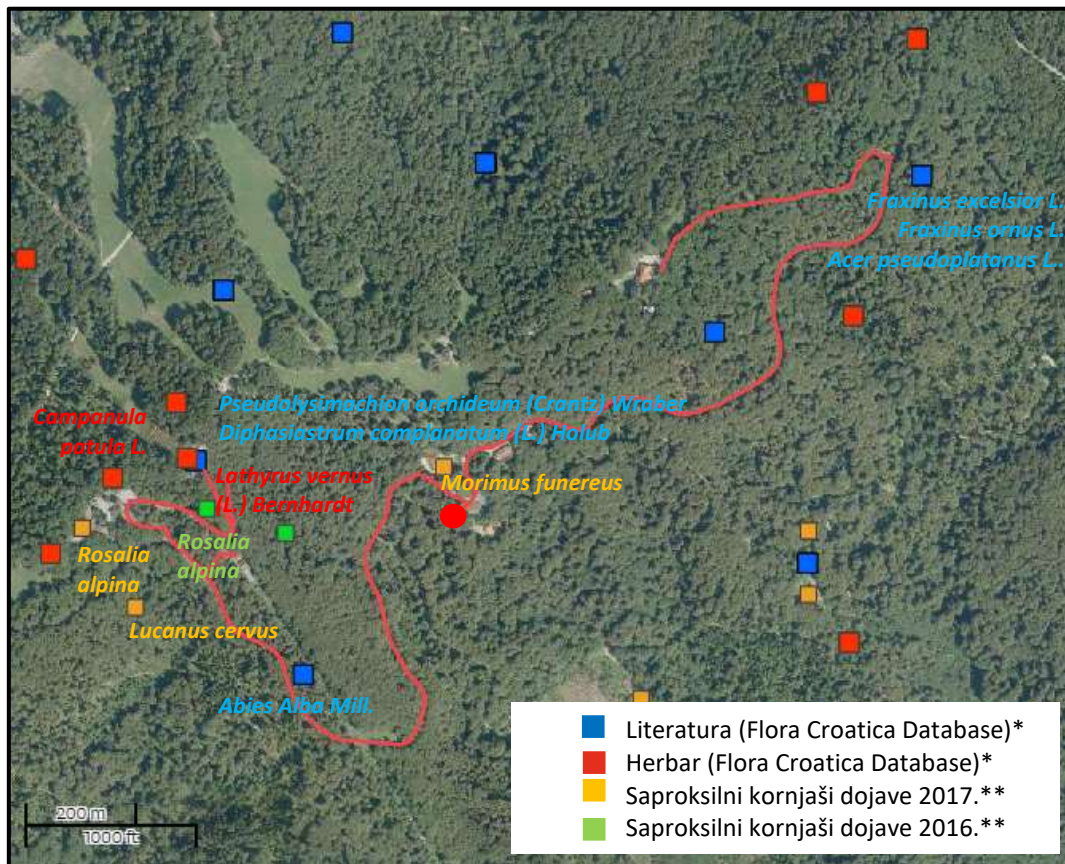 Fraxinus excelsior L.
Fraxinus ornus L.
Acer pseudoplatanus L..
Pseudolysimachion orchideum (Crantz) Wraber
Diphasiastrum complanatum (L.) Holub
Campanula
patula L.
Lathyrus vernus
(L.) Bernhardt
Morimus funereus
Rosalia
alpina
Rosalia
alpina
Lucanus cervus
Abies Alba Mill.
Literatura (Flora Croatica Database)*
Herbar (Flora Croatica Database)*
Saproksilni kornjaši dojave 2017.**
Saproksilni kornjaši dojave 2016.**
200 m
1000 ft